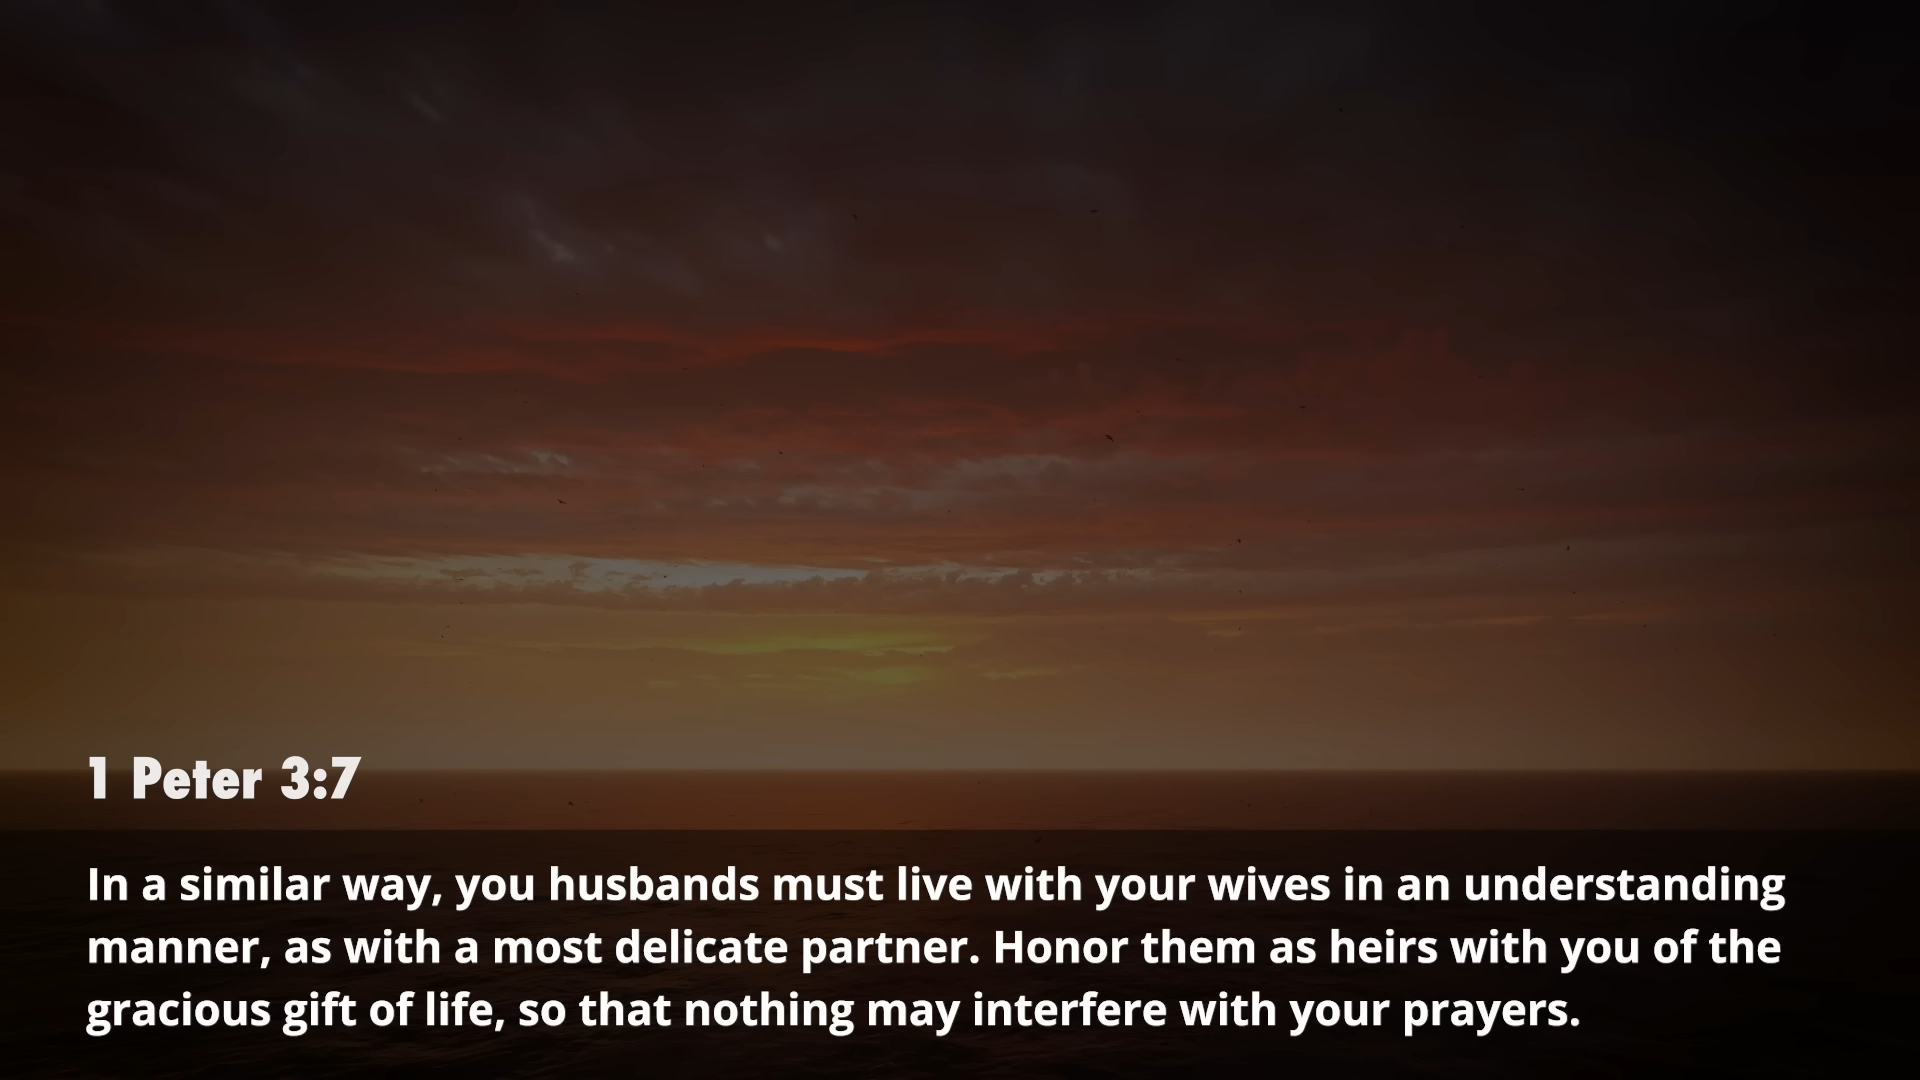 1 Peter 3:7
In a similar way, you husbands must live with your wives in an understanding
manner, as with a most delicate partner. Honor them as heirs with you of the
gracious gift of life, so that nothing may interfere with your prayers.